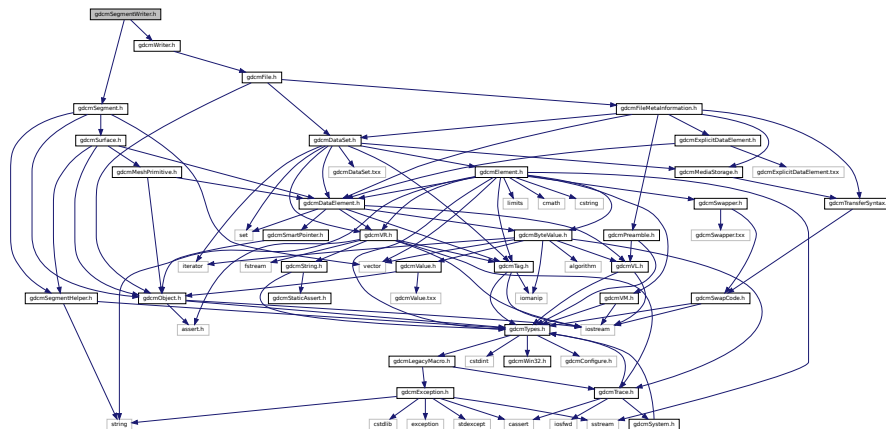 gdcmSegmentWriter.h
gdcmWriter.h
gdcmFile.h
gdcmSegment.h
gdcmFileMetaInformation.h
gdcmSurface.h
gdcmDataSet.h
gdcmExplicitDataElement.h
gdcmMeshPrimitive.h
gdcmDataSet.txx
gdcmElement.h
gdcmMediaStorage.h
gdcmExplicitDataElement.txx
gdcmDataElement.h
limits
cmath
cstring
gdcmSwapper.h
gdcmTransferSyntax.
set
gdcmSmartPointer.h
gdcmVR.h
gdcmByteValue.h
gdcmPreamble.h
gdcmSwapper.txx
iterator
fstream
gdcmString.h
vector
gdcmValue.h
gdcmTag.h
algorithm
gdcmVL.h
gdcmSegmentHelper.h
gdcmObject.h
gdcmStaticAssert.h
gdcmValue.txx
iomanip
gdcmVM.h
gdcmSwapCode.h
assert.h
gdcmTypes.h
iostream
gdcmLegacyMacro.h
cstdint
gdcmWin32.h
gdcmConfigure.h
gdcmException.h
gdcmTrace.h
string
cstdlib
exception
stdexcept
cassert
iosfwd
sstream
gdcmSystem.h